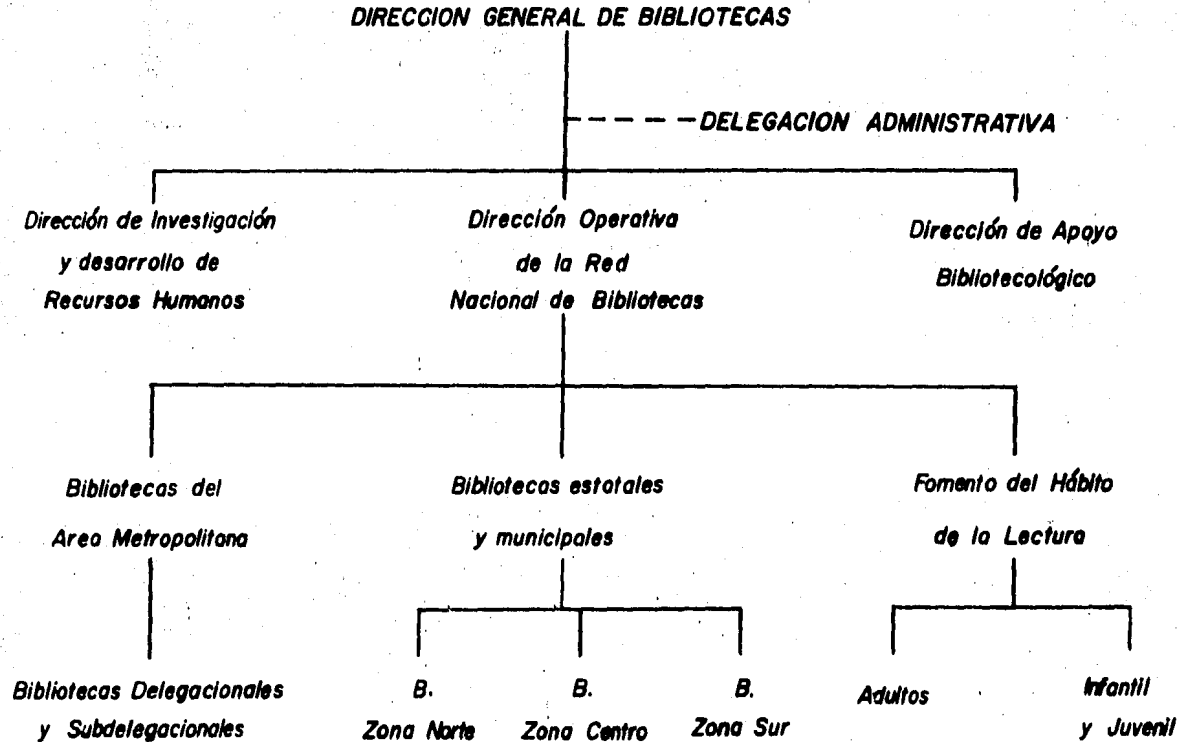 DIRECCION GENERAL DE BIBLIOTECAS
DELEGACION ADMINISTRATIVA
Dirección de Investigación
y desarrollo de
Recursos Humanos
Dirección Operativa
de la Red
Nacional de Bibliotecas
Dirección de Apoyo
Bibliotecológico
Bibliotecas del
Area Metropolitana
Bibliotecas estatales
y municipales
Fomento del Hábito
de la Lectura
Bibliotecas Delegacionales
y Subdelegacionales
B.
Zona Norte
B.
Zona Centro
B.
Zona Sur
Adultos
Infantil
y Juvenil